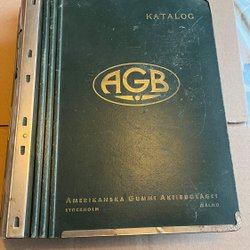 KATALOG
AGB
AMERIKANSKA GUMMI AKTIEBOLAGET
STOCKHOLM MALMÖ